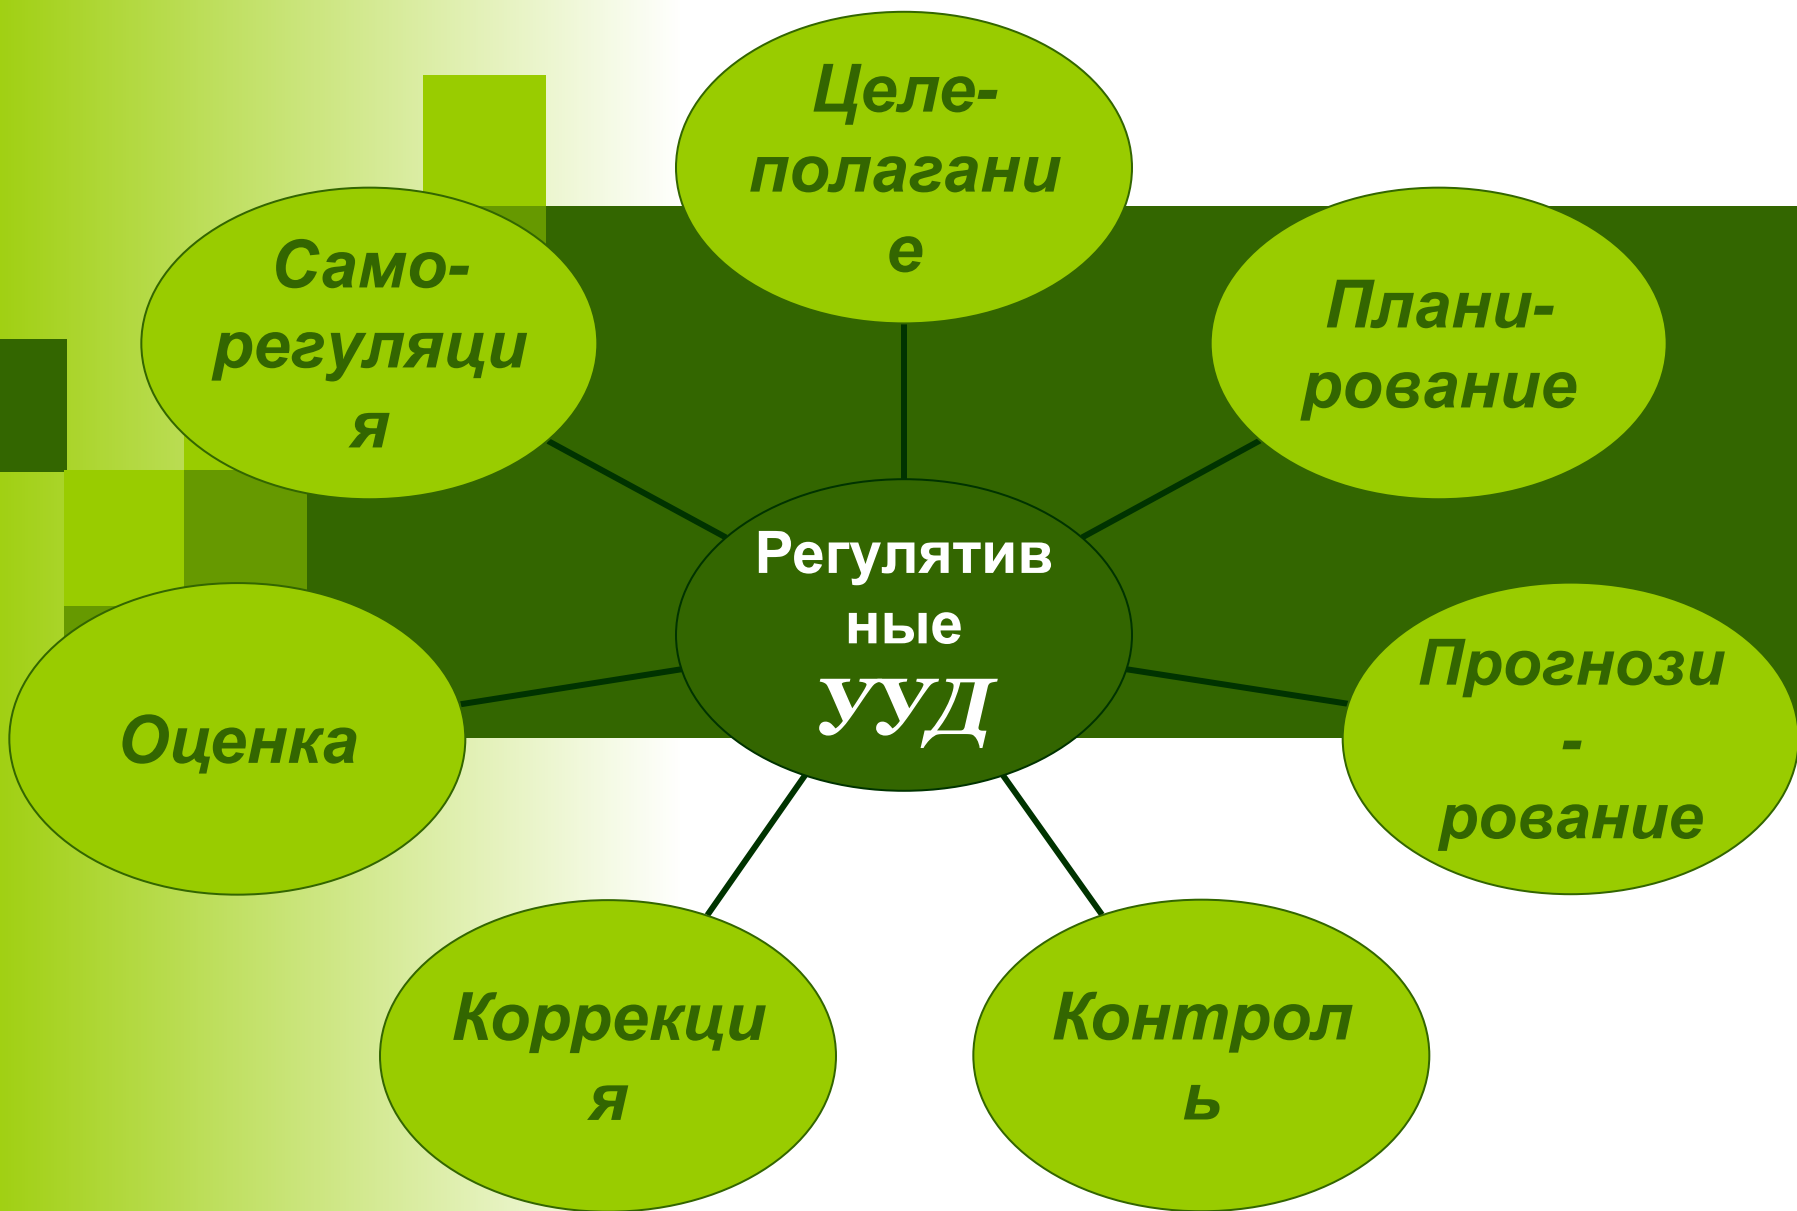 Целе-
полагани
е
Плани-
рование
Прогнози
-
рование
Контрол
ь
Коррекци
я
Оценка
Само-
регуляци
я
Регулятив
ные
УУД